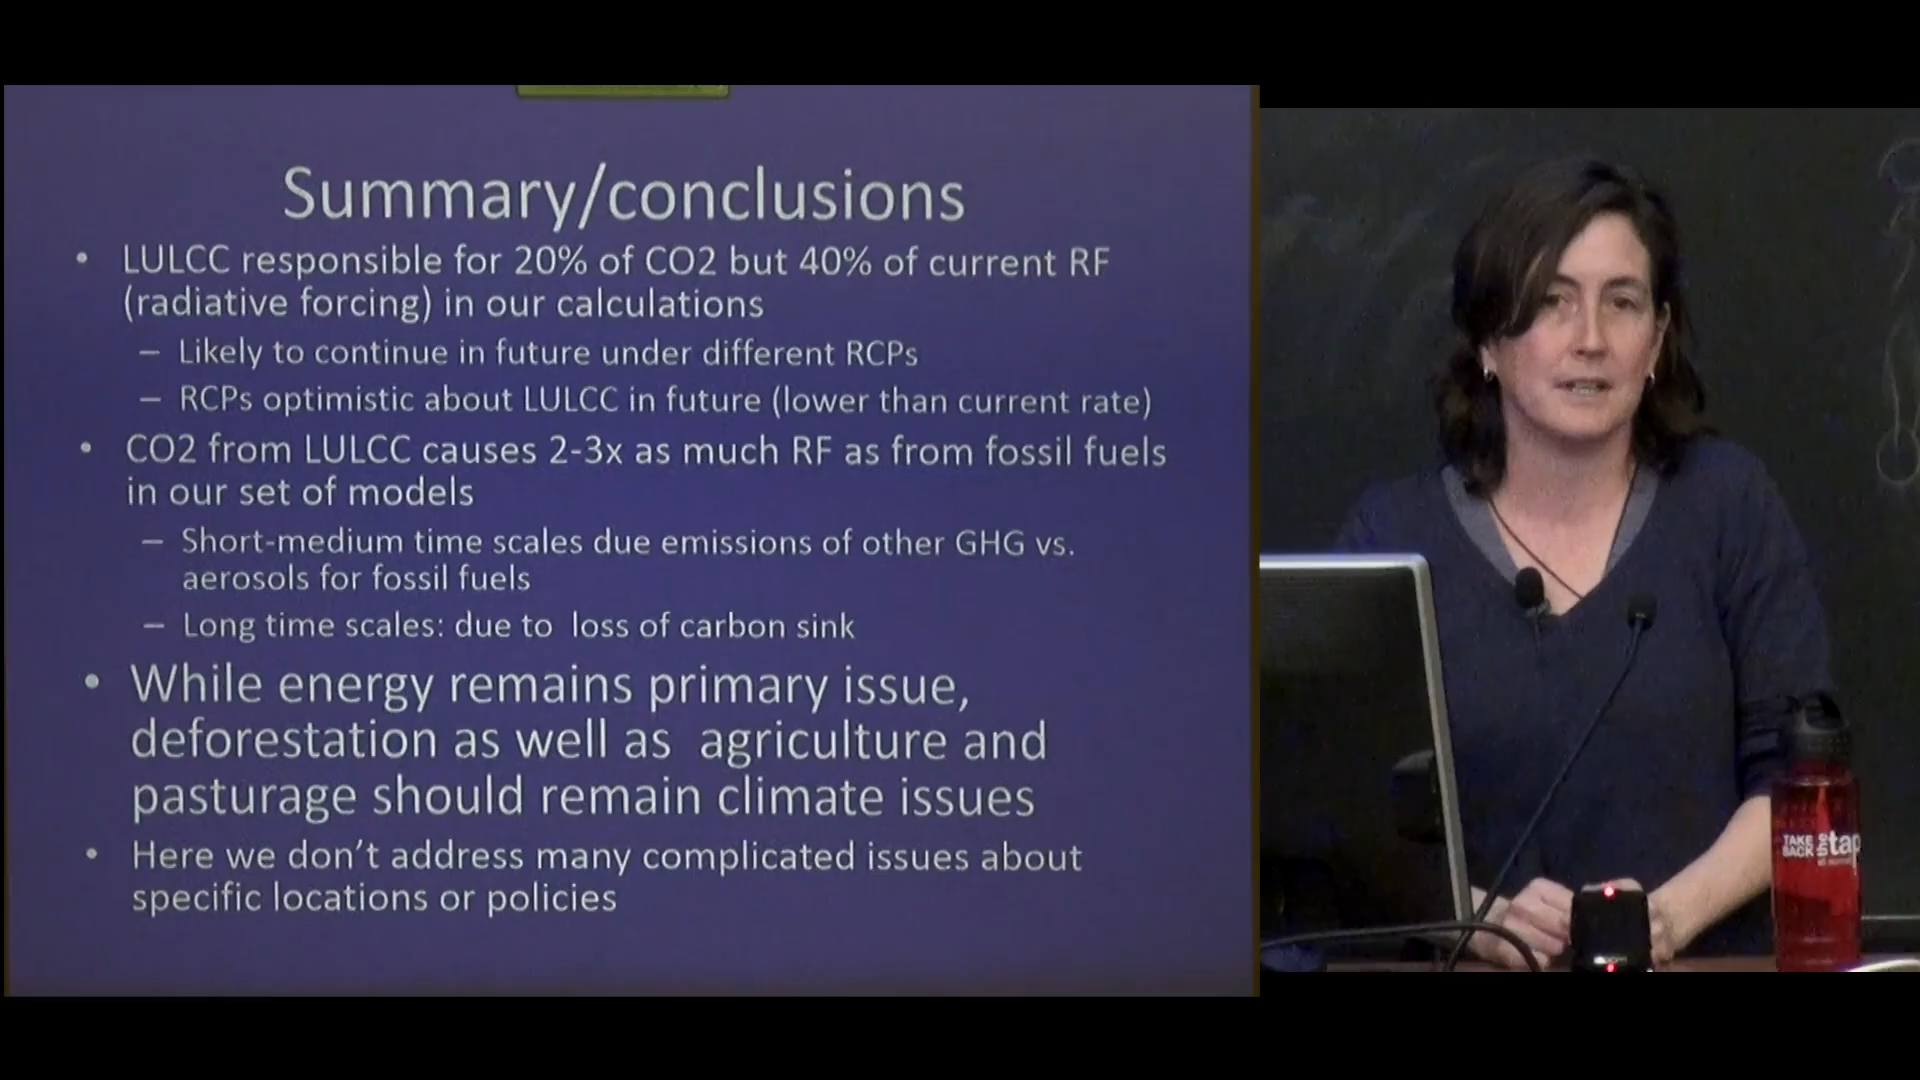 Summary/conclusions
• LULCC responsible for 20% of CO2 but 40% of current RF
(radiative forcing) in our calculations
– Likely to continue in future under different RCPs
– RCPs optimistic about LULCC in future (lower than current rate)
• CO2 from LULCC causes 2-3x as much RF as from fossil fuels
in our set of models
– Short-medium time scales due emissions of other GHG vs.
aerosols for fossil fuels
– Long time scales: due to loss of carbon sink
• While energy remains primary issue,
deforestation as well as agriculture and
pasturage should remain climate issues
• Here we don't address many complicated issues about
specific locations or policies
TAKE
BACK the tap